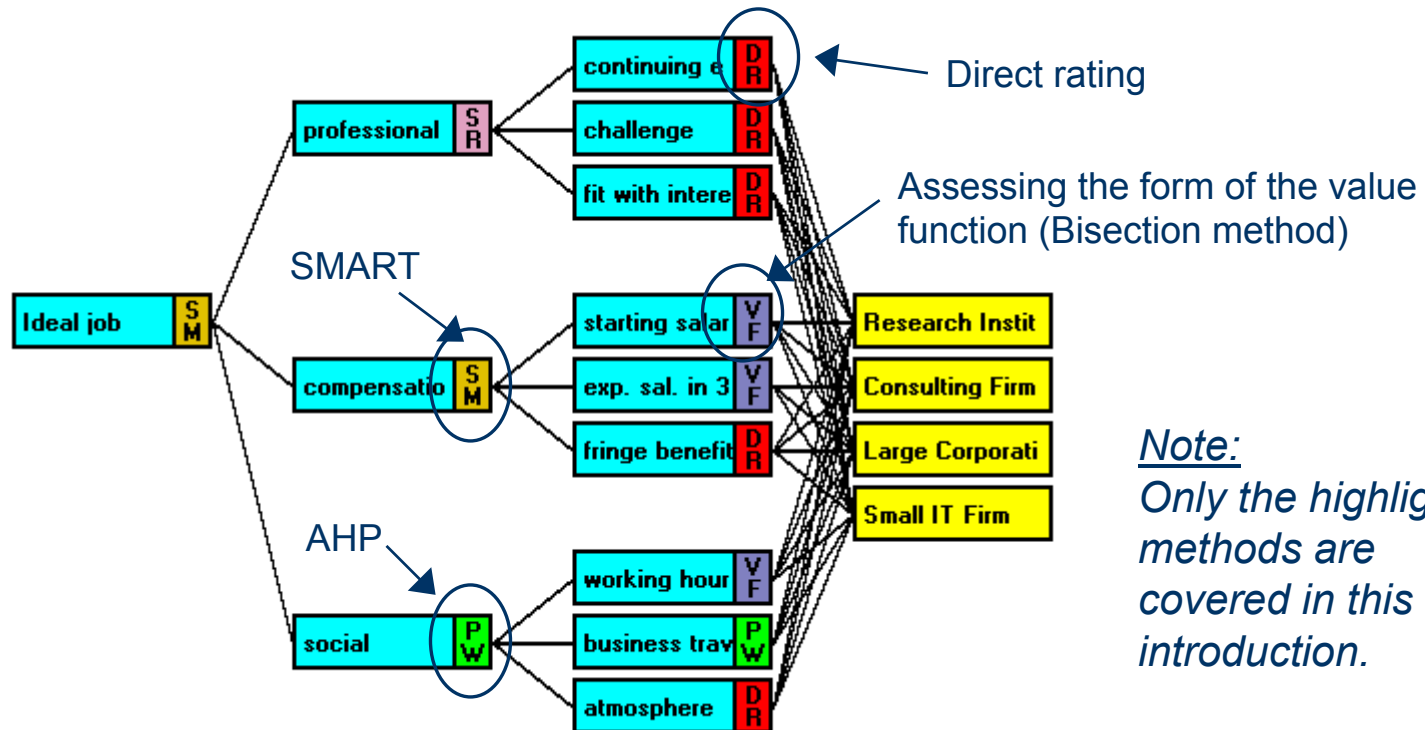 continuing e DR
Direct rating
professional SR
challenge DR
fit with intere DR
Assessing the form of the value
function (Bisection method)
SMART
Ideal job SM
starting salar VF
Research Instit
compensatio SM
exp. sal. in 3 VF
Consulting Firm
fringe benefit DR
Large Corporati
Small IT Firm
Note:
Only the highlig
methods are
covered in this
introduction.
AHP
working hour VF
social PW
business trav PW
atmosphere DR